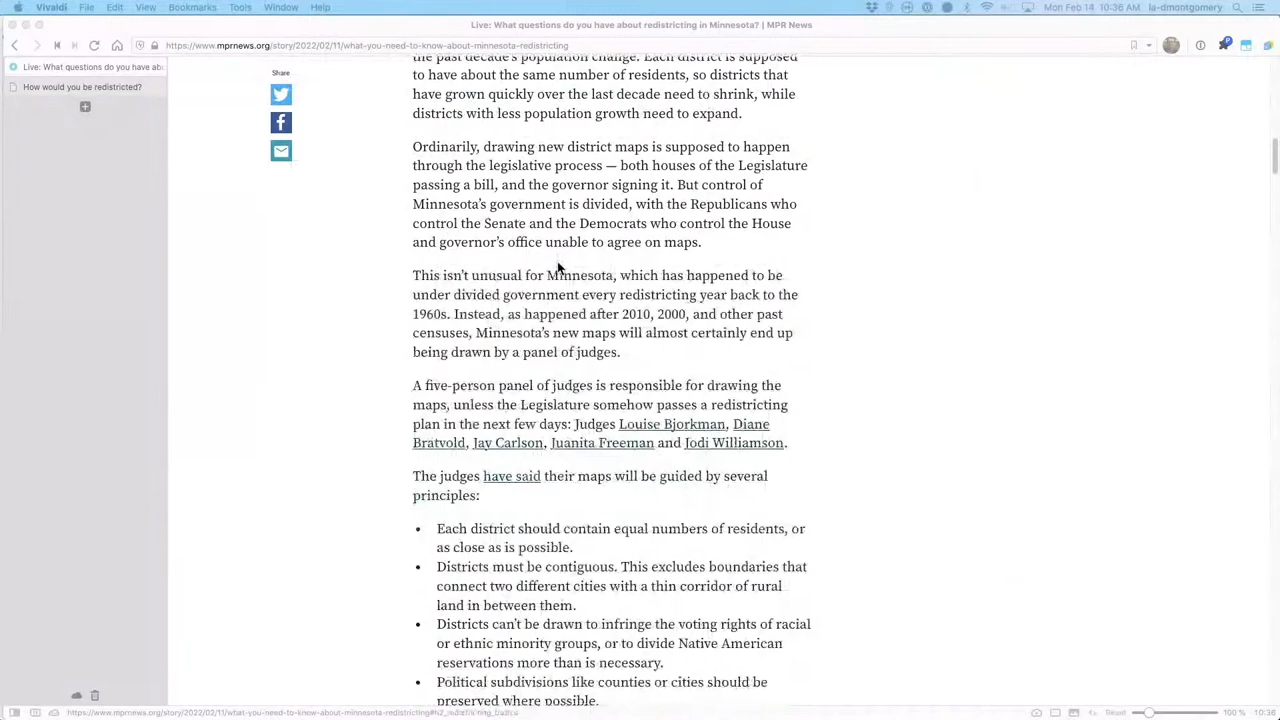 Vivaldi File Edit View Bookmarks Tools Window Help Mon Feb 14 10:36 AM la-dmontgomery
Live: What questions do you have about redistricting in Minnesota? | MPR News
https://www.mprnews.org/story/2022/02/11/what-you-need-to-know-about-minnesota-redistricting
Live: What questions do you have abo
How would you be redistricted?
Share
the past decade's population change. Each district is supposed
to have about the same number of residents, so districts that
have grown quickly over the last decade need to shrink, while
districts with less population growth need to expand.
Ordinarily, drawing new district maps is supposed to happen
through the legislative process — both houses of the Legislature
passing a bill, and the governor signing it. But control of
Minnesota's government is divided, with the Republicans who
control the Senate and the Democrats who control the House
and governor's office unable to agree on maps.
This isn't unusual for Minnesota, which has happened to be
under divided government every redistricting year back to the
1960s. Instead, as happened after 2010, 2000, and other past
censuses, Minnesota's new maps will almost certainly end up
being drawn by a panel of judges.
A five-person panel of judges is responsible for drawing the
maps, unless the Legislature somehow passes a redistricting
plan in the next few days: Judges Louise Bjorkman, Diane
Bratvold, Jay Carlson, Juanita Freeman and Jodi Williamson.
The judges have said their maps will be guided by several
principles:
• Each district should contain equal numbers of residents, or
as close as is possible.
• Districts must be contiguous. This excludes boundaries that
connect two different cities with a thin corridor of rural
land in between them.
• Districts can't be drawn to infringe the voting rights of racial
or ethnic minority groups, or to divide Native American
reservations more than is necessary.
• Political subdivisions like counties or cities should be
preserved where possible.
Reset 100 % 10:36